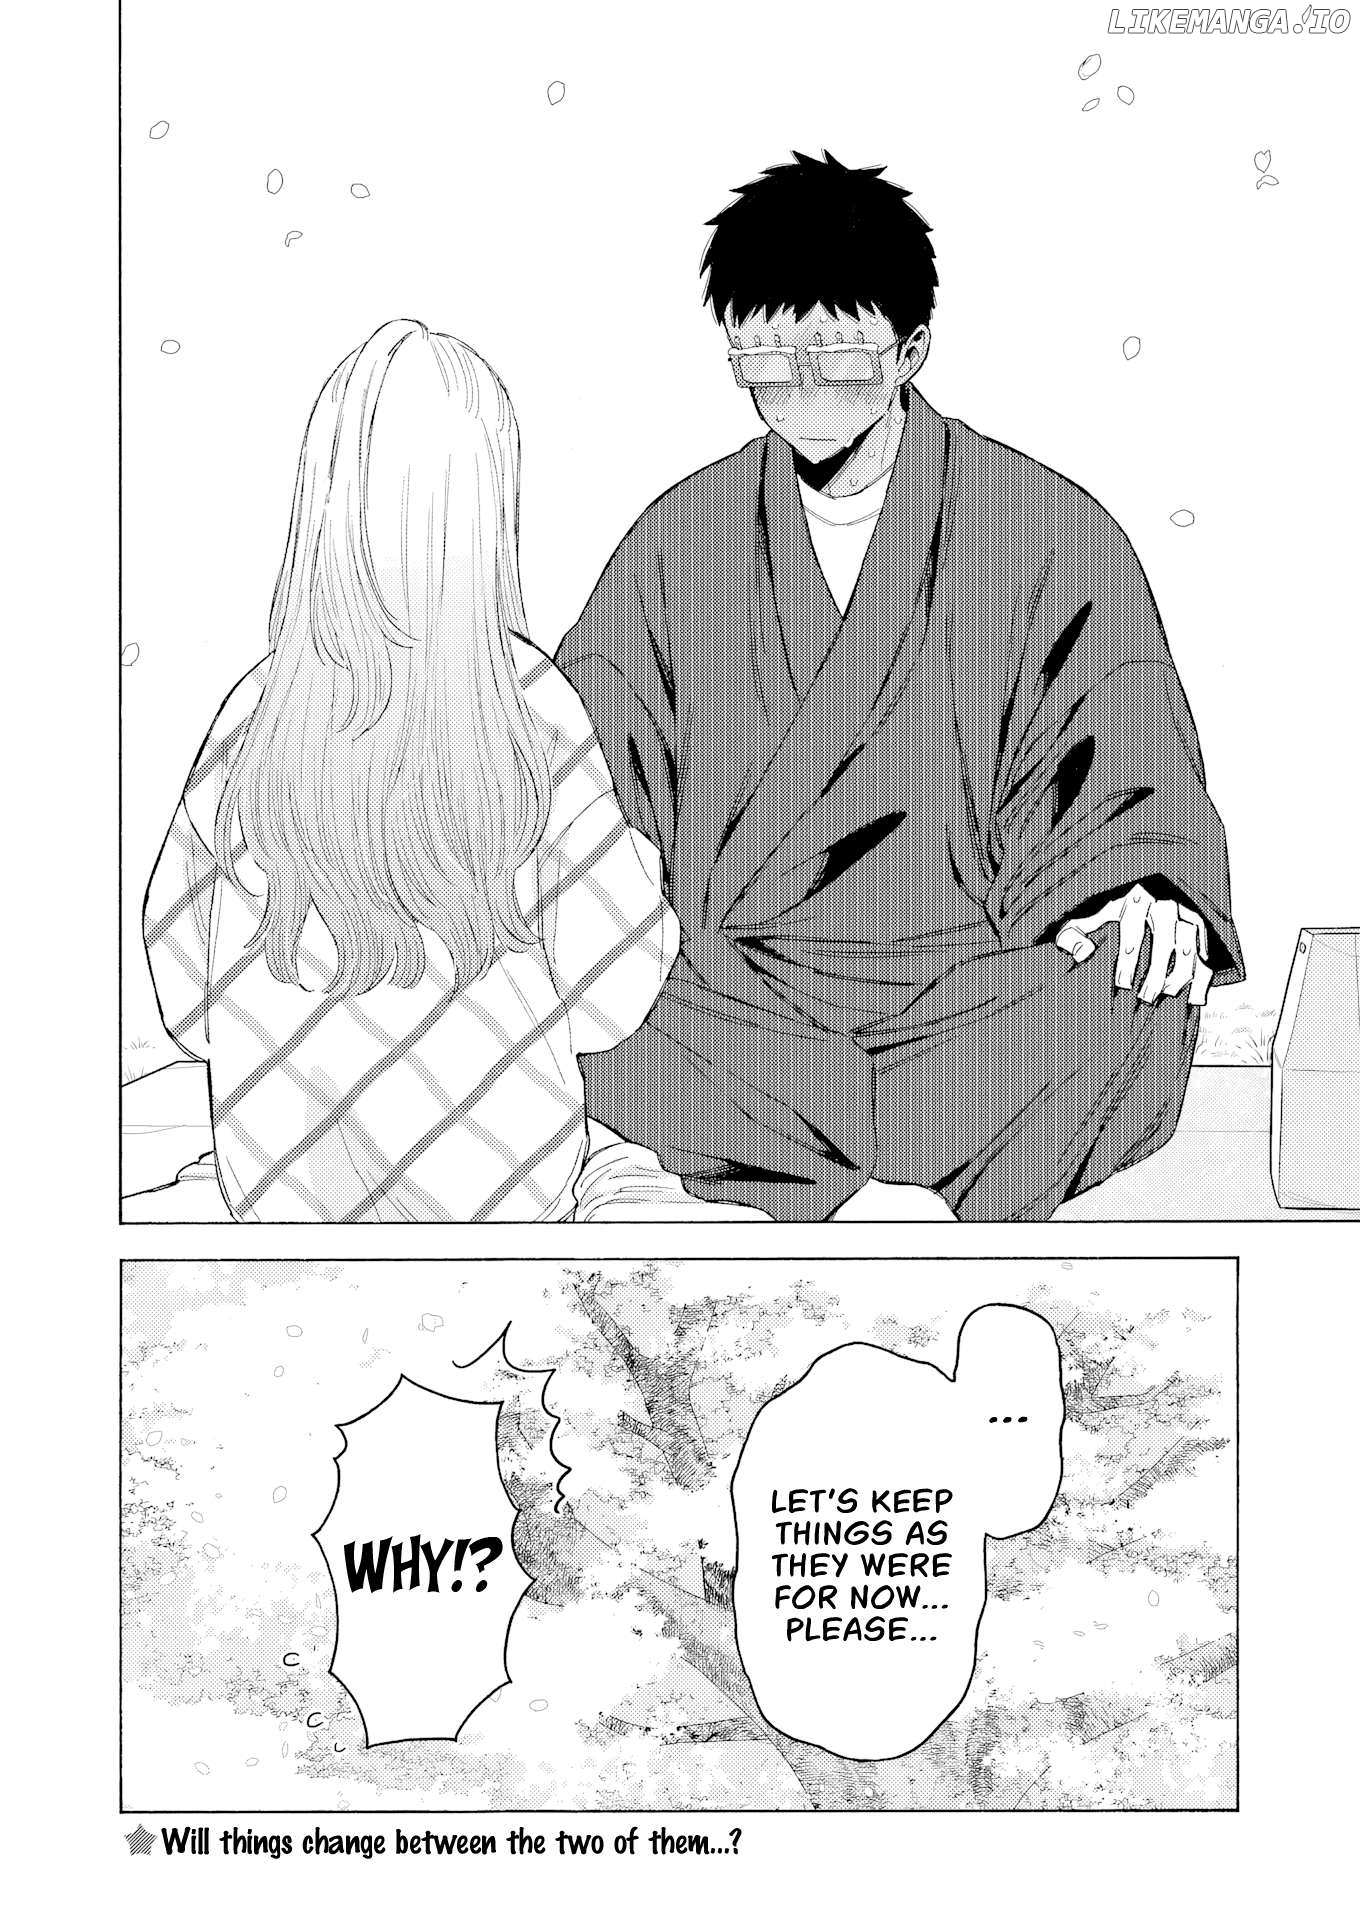 LIKEMANGA.IO
...
LET'S KEEP
THINGS AS
THEY WERE
FOR NOW...
PLEASE...
WHY!?
Will things change between the two of them...?